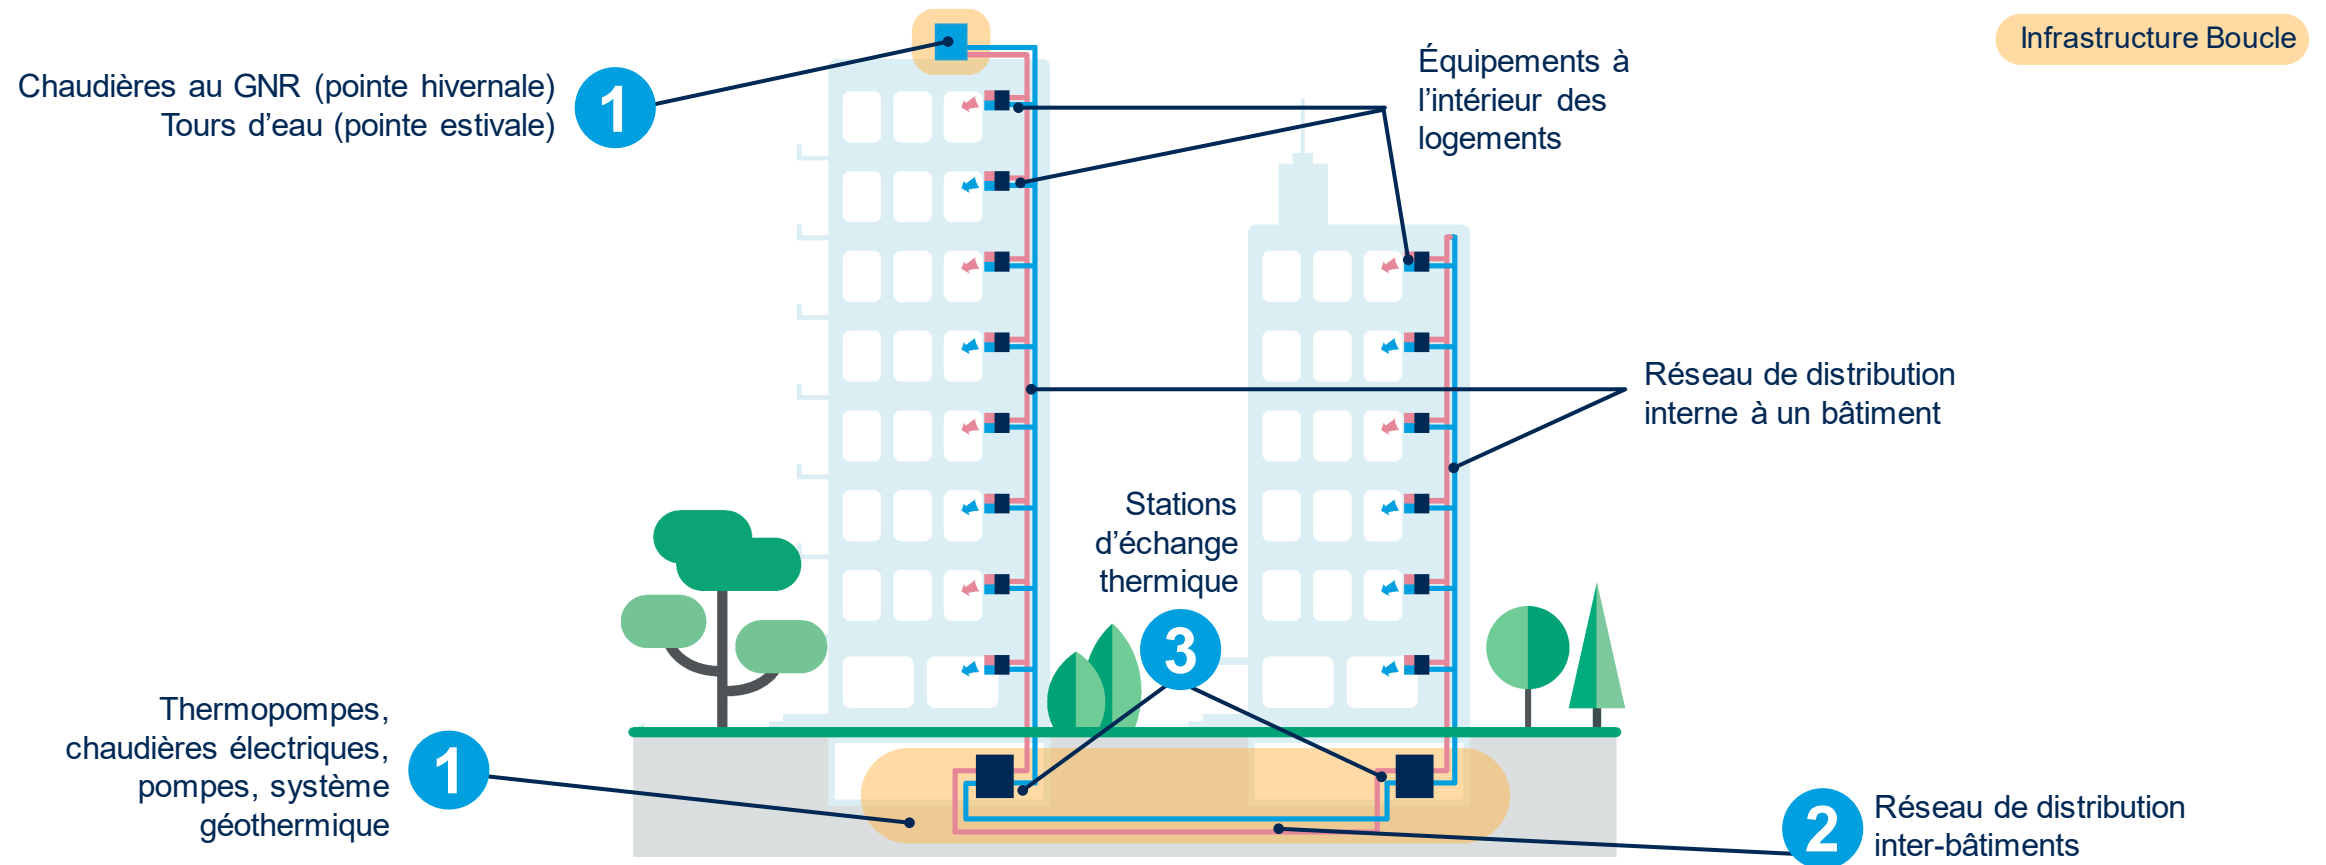 Infrastructure Boucle
Chaudières au GNR (pointe hivernale)
Tours d’eau (pointe estivale)
1
Équipements à
l’intérieur des
logements
Réseau de distribution
interne à un bâtiment
Stations
d’échange
thermique
3
Thermopompes,
chaudières électriques,
pompes, système
géothermique
1
2
Réseau de distribution
inter-bâtiments